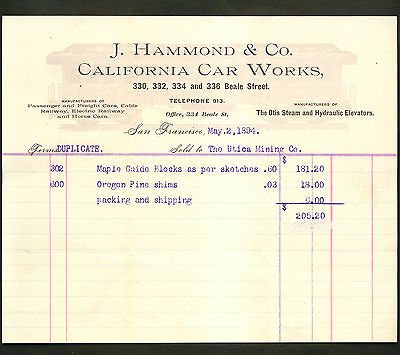 J. HAMMOND & CO.
CALIFORNIA CAR WORKS,
330, 332, 334 and 336 Beale Street.
MANUFACTURERS OF
Passenger and Freight Cars, Cable
Railway, Electric Railway
and Horse Cars.
TELEPHONE 913.
Office, 334 Beale St.
MANUFACTURERS OF
The Otis Steam and Hydraulic Elevators.
San Francisco, May.2,1894.
Terms DUPLICATE. Sold to The Utica Mining Co.
302 Maple Guide Blocks as per sketches .60 $ 181.20
600 Oregon Pine shims .03 18.00
packing and shipping 6.00
$ 205.20